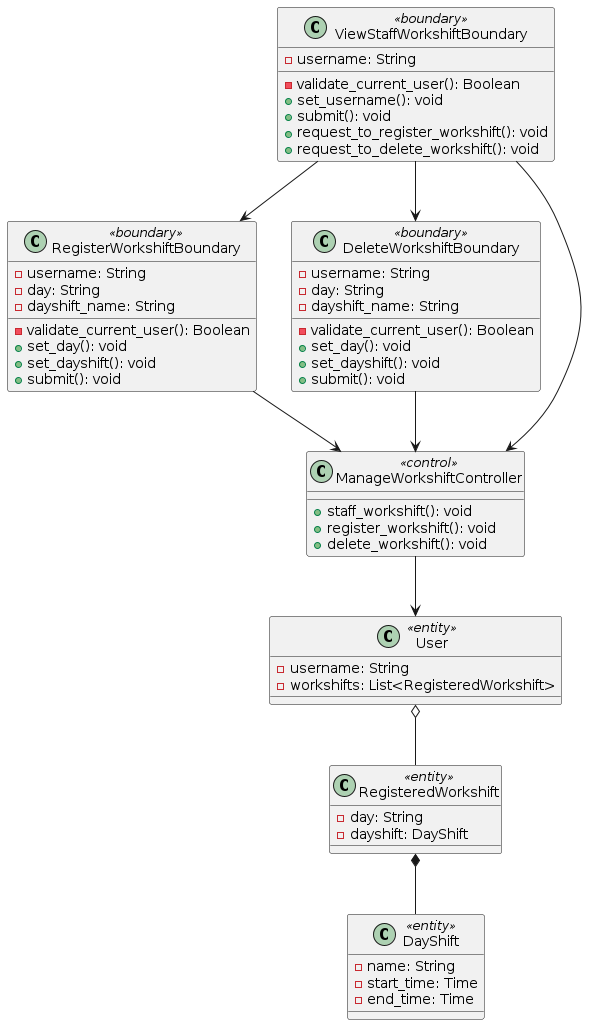 «boundary»
C ViewStaffWorkshiftBoundary
username: String
validate_current_user(): Boolean
set_username(): void
submit(): void
request_to_register_workshift(): void
request_to_delete_workshift(): void
«boundary»
C RegisterWorkshiftBoundary
username: String
day: String
dayshift_name: String
validate_current_user(): Boolean
set_day(): void
set_dayshift(): void
submit(): void
«boundary»
C DeleteWorkshiftBoundary
username: String
day: String
dayshift_name: String
validate_current_user(): Boolean
set_day(): void
set_dayshift(): void
submit(): void
«control»
C ManageWorkshiftController
staff_workshift(): void
register_workshift(): void
delete_workshift(): void
«entity»
C User
username: String
workshifts: List<RegisteredWorkshift>
«entity»
C RegisteredWorkshift
day: String
dayshift: DayShift
«entity»
C DayShift
name: String
start_time: Time
end_time: Time